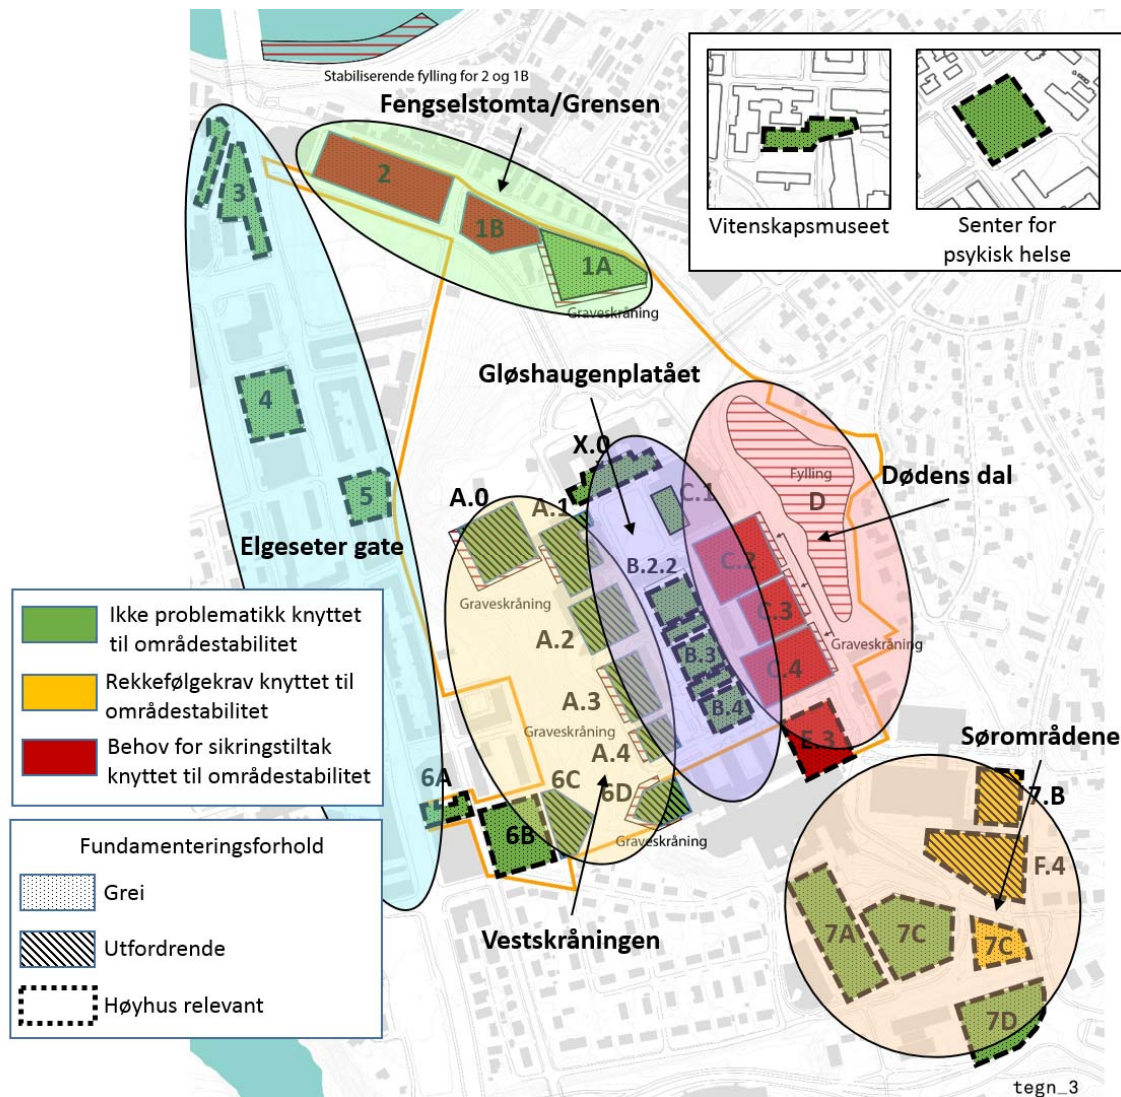 Stabiliserende fylling for 2 og 1B
Fengselstomta/Grensen
Vitenskapsmuseet
Senter for
psykisk helse
2
3
1B
1A
Graveskråning
Gløshaugenplatået
4
X.0
Fylling
Dødens dal
D
5
A.0
A.1
C.1
Elgeseter gate
C.2
B.2.2
Graveskråning
C.3
A.2
Graveskråning
B.3
C.4
A.3
B.4
Graveskråning
A.4
E.3
Sørområdene
6A
6C
6D
7.B
6B
Graveskråning
F.4
Vestskråningen
7A
7C
7C
7D
Ikke problematikk knyttet
til områdestabilitet
Rekkefølgekrav knyttet til
områdestabilitet
Behov for sikringstiltak
knyttet til områdestabilitet
Fundamenteringsforhold
Grei
Utfordrende
Høyhus relevant
tegn_3